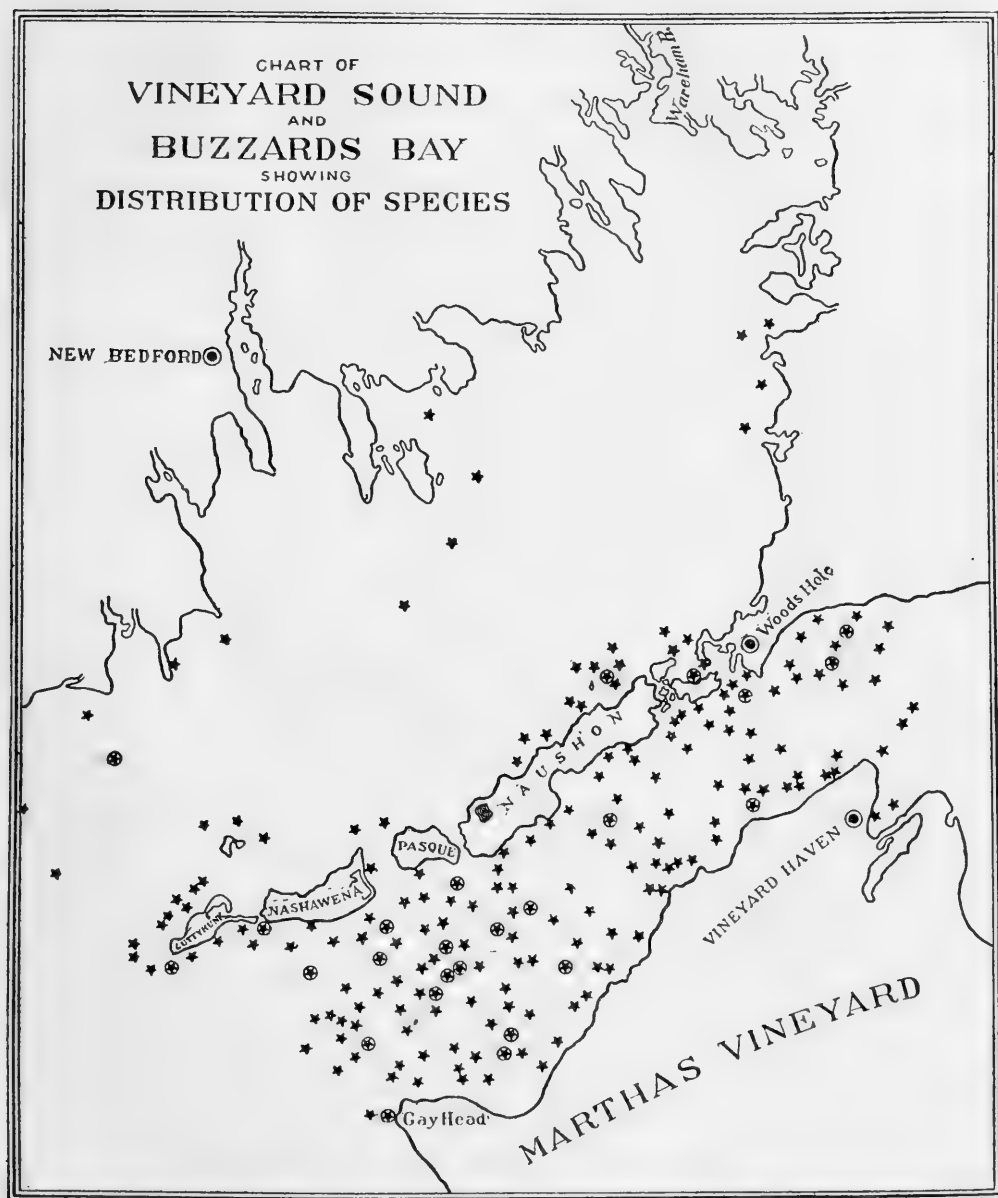 CHART OF
VINEYARD SOUND
AND
BUZZARDS BAY
SHOWING
DISTRIBUTION OF SPECIES
Wareham R.
NEW BEDFORD
Woods Hole
NAUSHON
PASQUE
NASHAWENA
CUTTYHUNK
VINEYARD HAVEN
MARTHAS VINEYARD
Gay Head